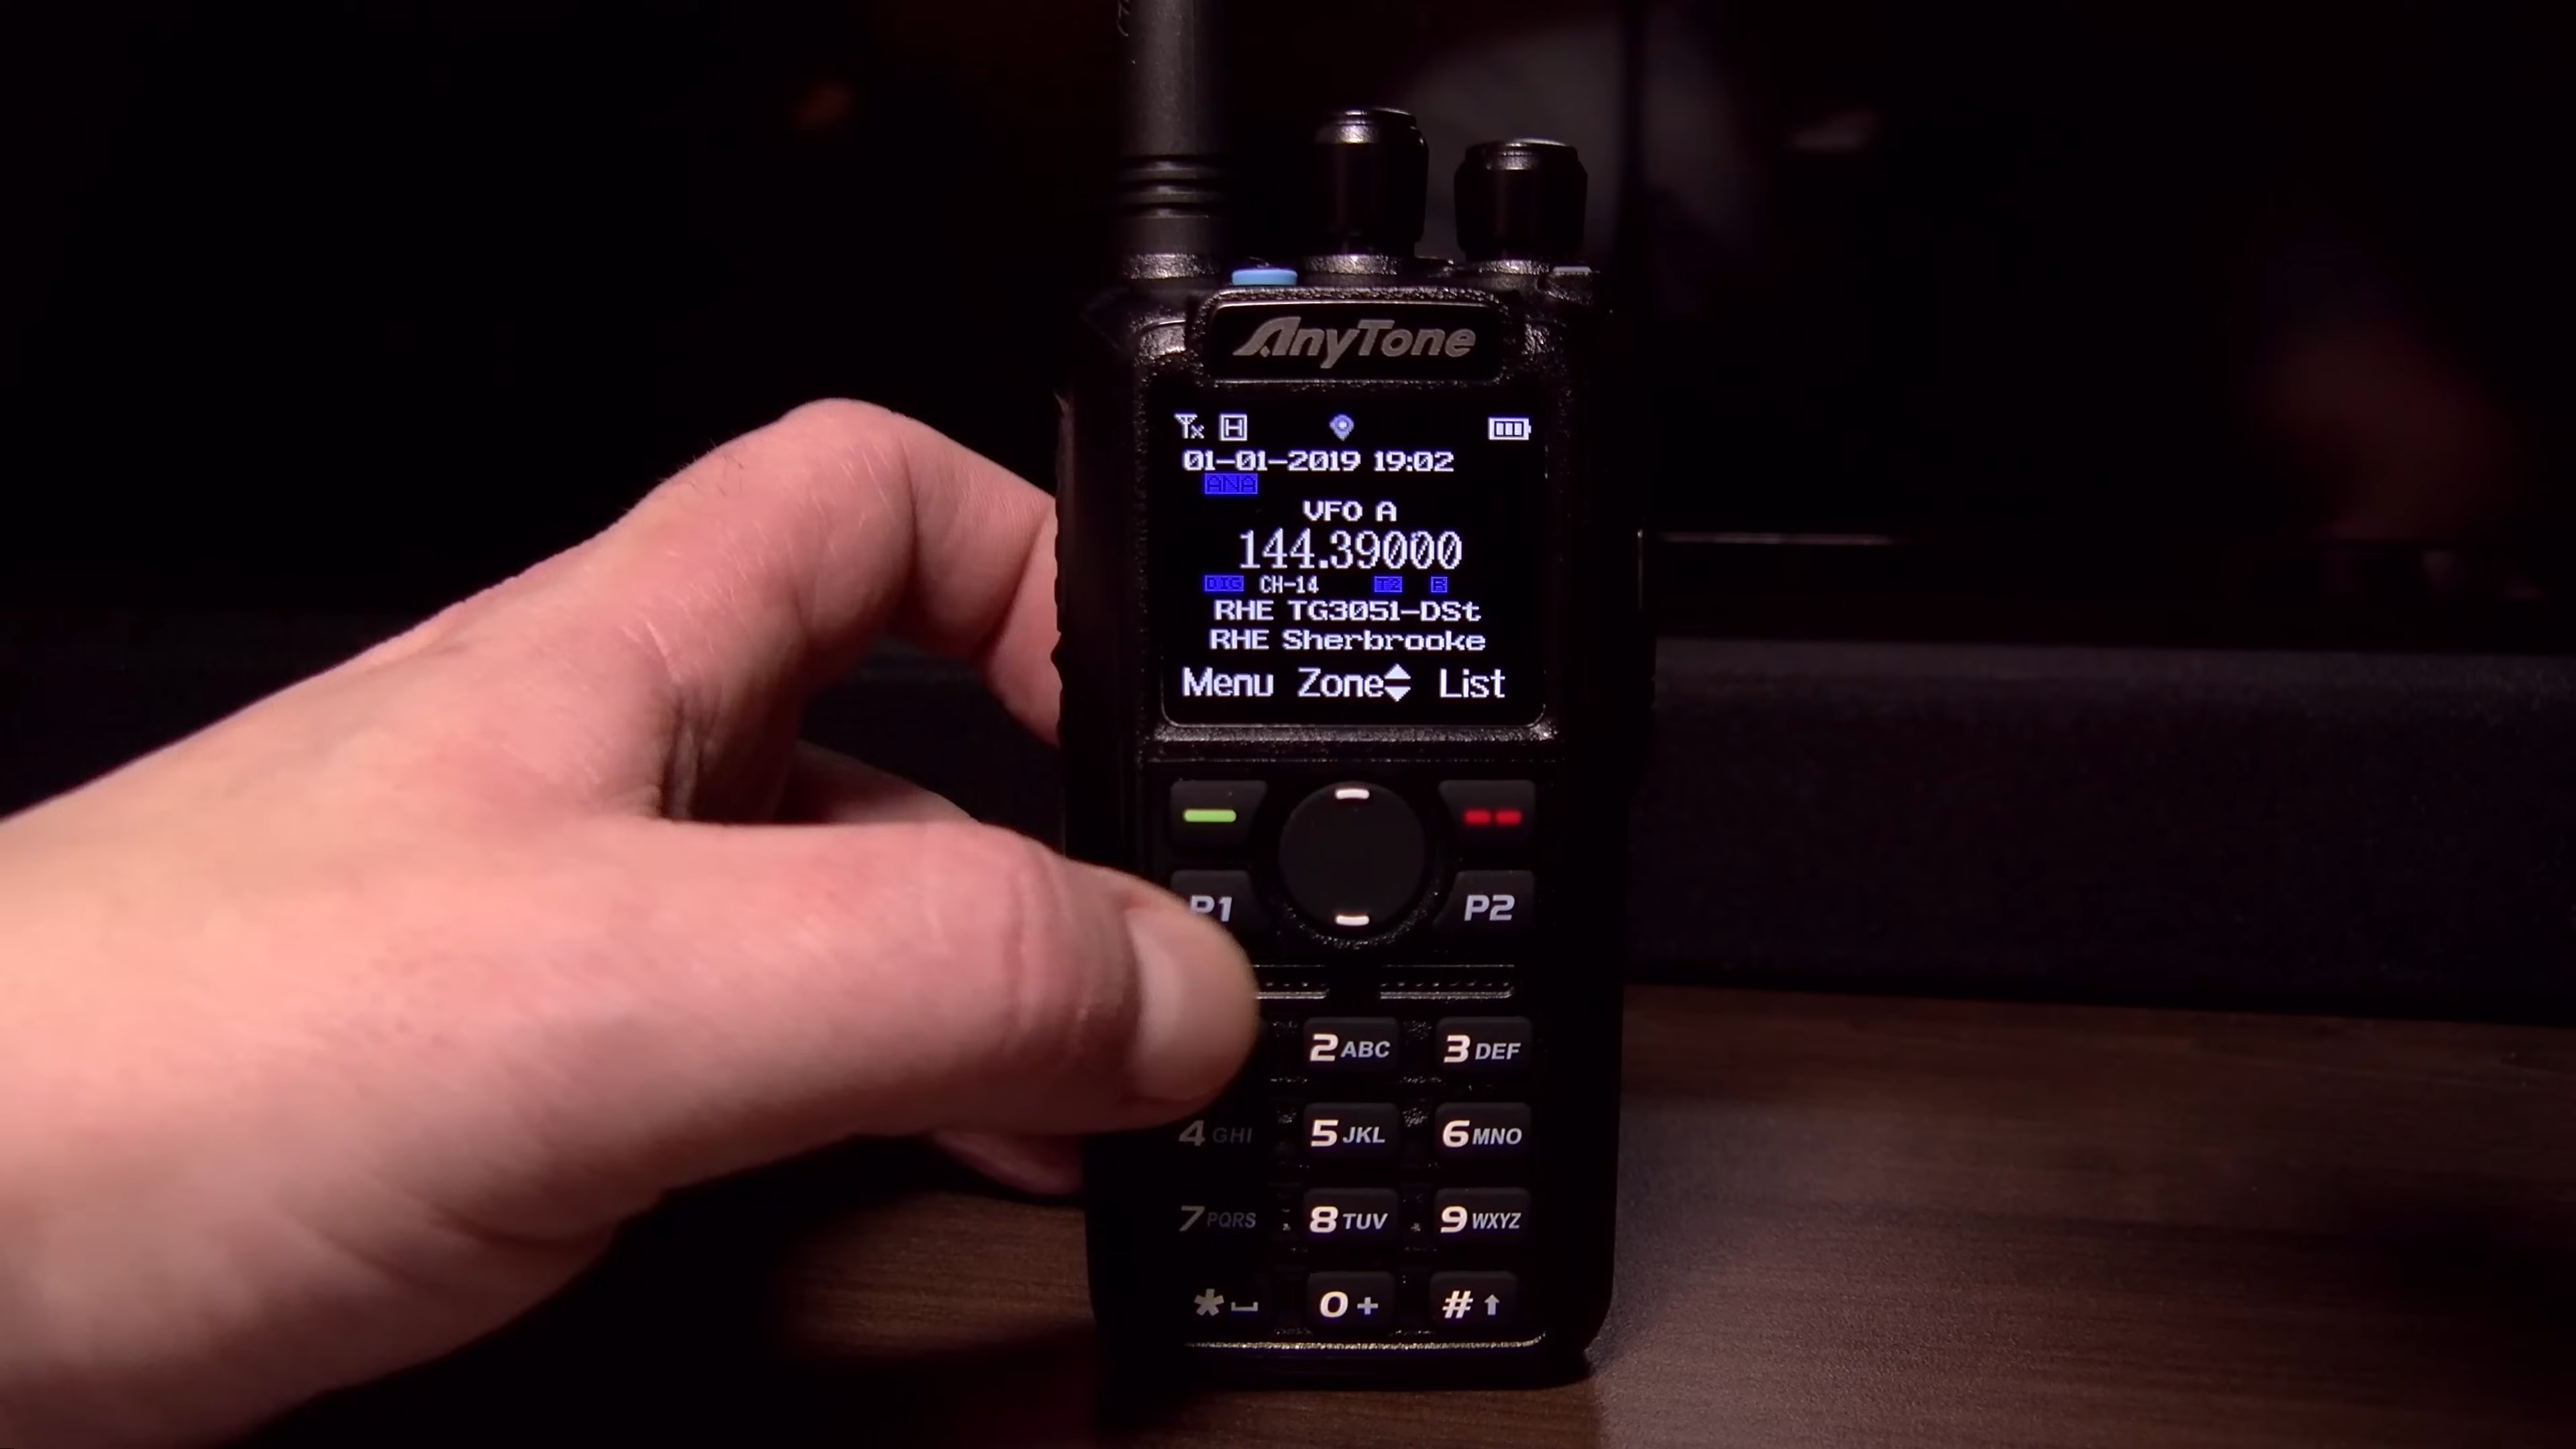 AnyTone
Tx H
01-01-2019 19:02
ANA
VFO A
144.39000
DIG CH-14 T2 R
RHE TG3051-DSt
RHE Sherbrooke
Menu Zone List
P1 P2
2 ABC 3 DEF
4 GHI 5 JKL 6 MNO
7 PQRS 8 TUV 9 WXYZ
* 0 + # ↑